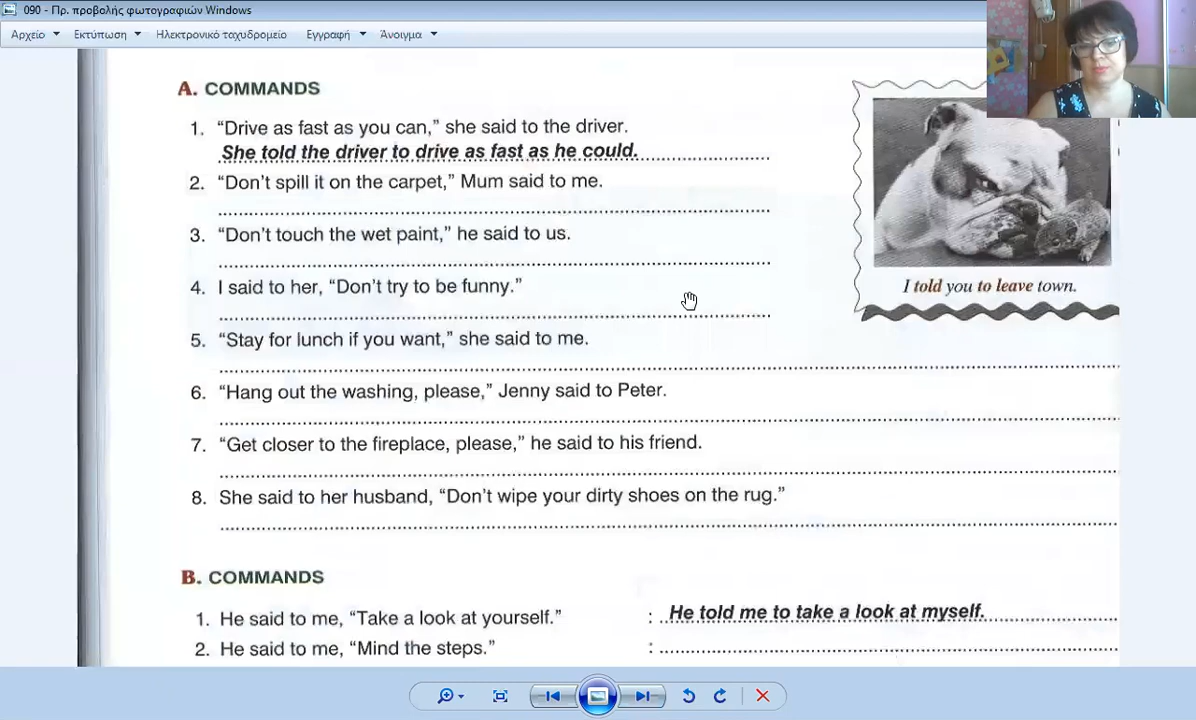 090 - Πρ. προβολής φωτογραφιών Windows
Αρχείο Εκτύπωση Ηλεκτρονικό ταχυδρομείο Εγγραφή Άνοιγμα
A. COMMANDS
1. “Drive as fast as you can,” she said to the driver.
She told the driver to drive as fast as he could.
2. “Don’t spill it on the carpet,” Mum said to me.
3. “Don’t touch the wet paint,” he said to us.
4. I said to her, “Don’t try to be funny.”
I told you to leave town.
5. “Stay for lunch if you want,” she said to me.
6. “Hang out the washing, please,” Jenny said to Peter.
7. “Get closer to the fireplace, please,” he said to his friend.
8. She said to her husband, “Don’t wipe your dirty shoes on the rug.”
B. COMMANDS
1. He said to me, “Take a look at yourself.” : He told me to take a look at myself.
2. He said to me, “Mind the steps.” :